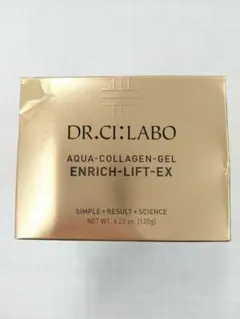 DR.CI:LABO
AQUA-COLLAGEN-GEL
ENRICH-LIFT-EX
SIMPLE • RESULT • SCIENCE
NET WT. 4.23 oz. [120g]